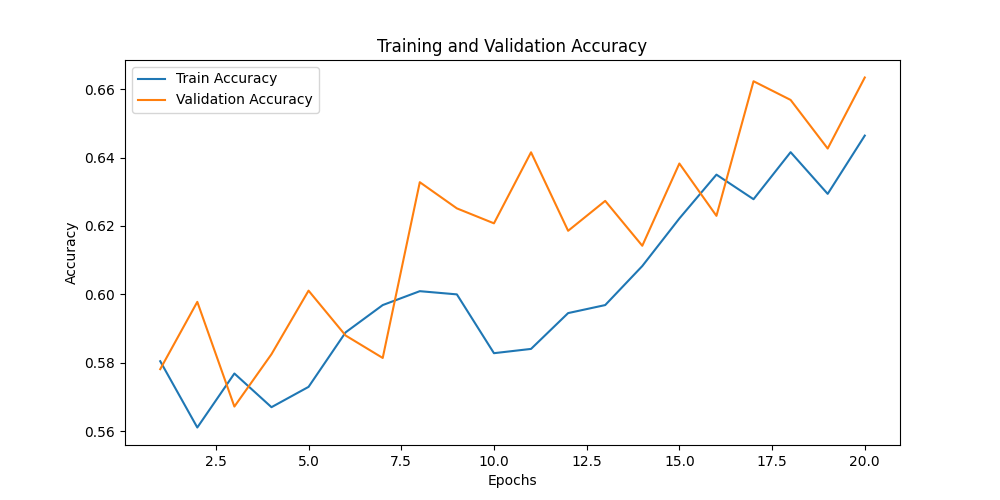 Training and Validation Accuracy
Train Accuracy
Validation Accuracy
0.66
0.64
0.62
0.60
0.58
0.56
Accuracy
2.5 5.0 7.5 10.0 12.5 15.0 17.5 20.0
Epochs